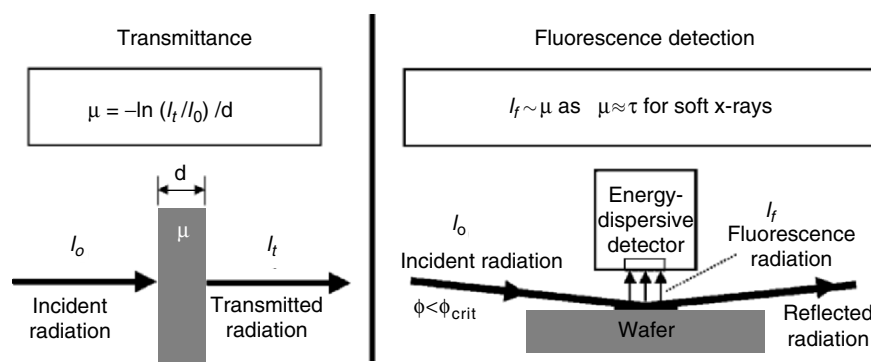 Transmittance
μ = −ln (I_t/I_0) /d
d
μ
I_o
I_t
Incident
radiation
Transmitted
radiation
Fluorescence detection
I_f ~ μ as μ ≈ τ for soft x-rays
Energy-
dispersive
detector
I_o
Incident radiation
ϕ<ϕ_crit
I_f
Fluorescence
radiation
Wafer
Reflected
radiation